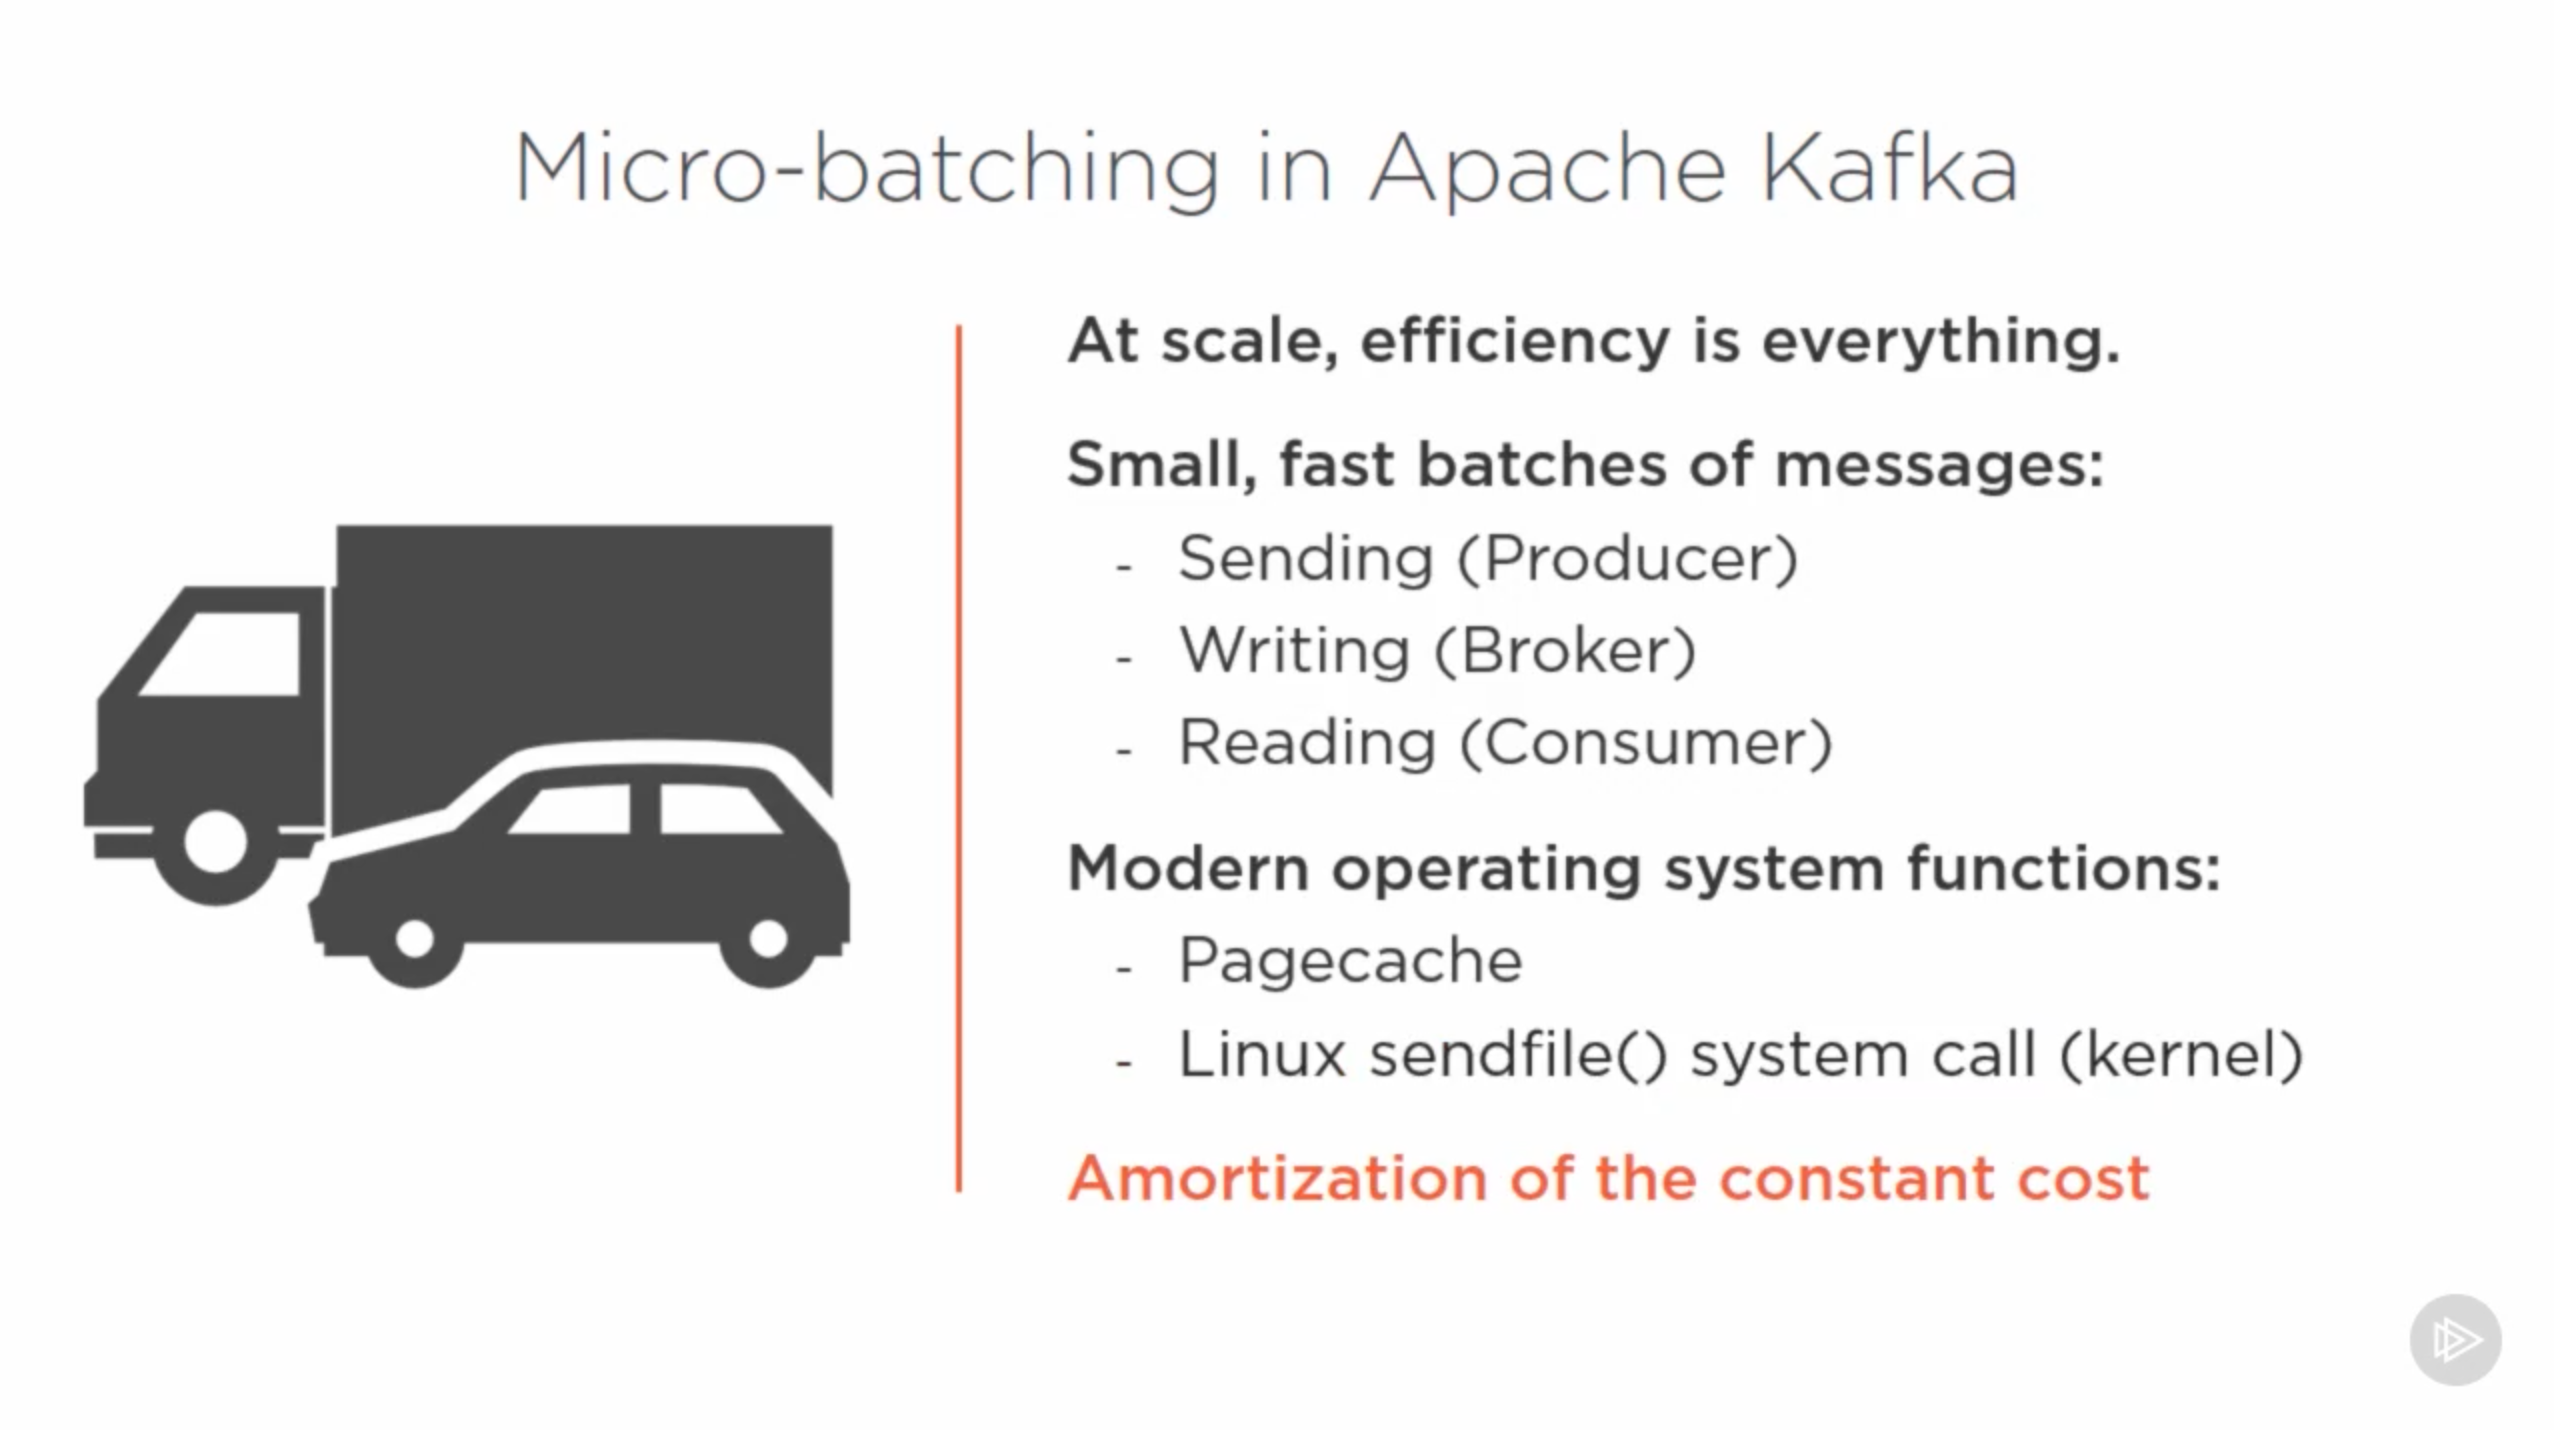 Micro-batching in Apache Kafka
At scale, efficiency is everything.
Small, fast batches of messages:
- Sending (Producer)
- Writing (Broker)
- Reading (Consumer)
Modern operating system functions:
- Pagecache
- Linux sendfile() system call (kernel)
Amortization of the constant cost